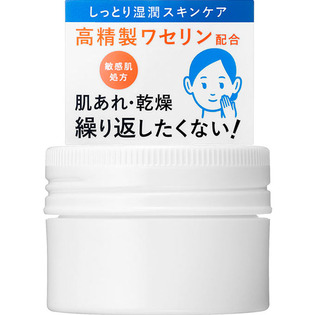 しっとり湿潤スキンケア
高精製ワセリン配合
敏感肌
処方
肌あれ・乾燥
繰り返したくない!